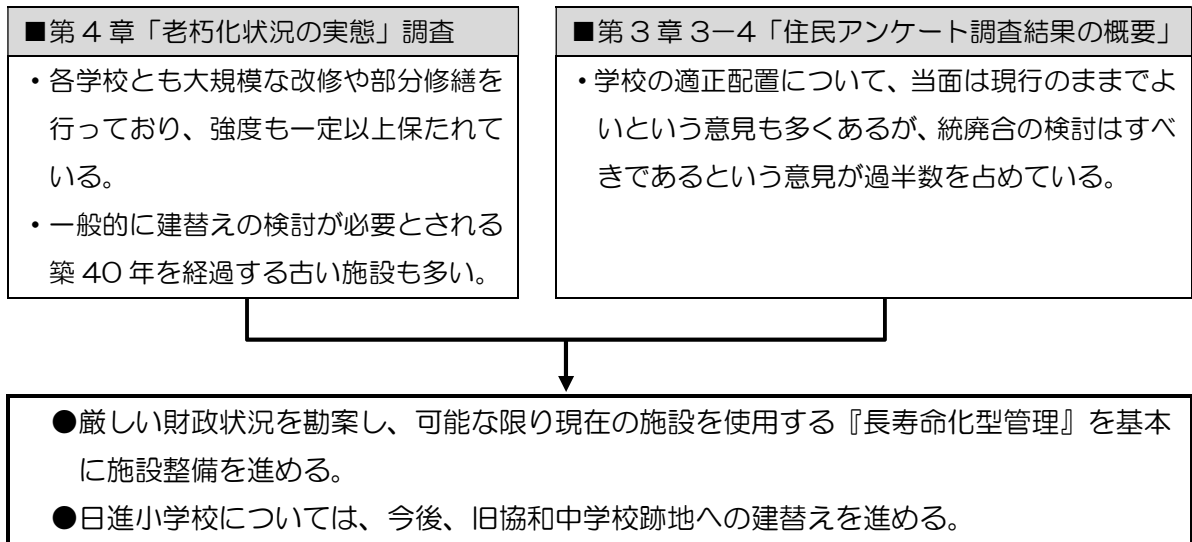 ■第4章「老朽化状況の実態」調査
・各学校とも大規模な改修や部分修繕を
行っており、強度も一定以上保たれて
いる。
・一般的に建替えの検討が必要とされる
築40年を経過する古い施設も多い。
■第3章3−4「住民アンケート調査結果の概要」
・学校の適正配置について、当面は現行のままでよ
いという意見も多くあるが、統廃合の検討はすべ
きであるという意見が過半数を占めている。
●厳しい財政状況を勘案し、可能な限り現在の施設を使用する『長寿命化型管理』を基本
に施設整備を進める。
●日進小学校については、今後、旧協和中学校跡地への建替えを進める。